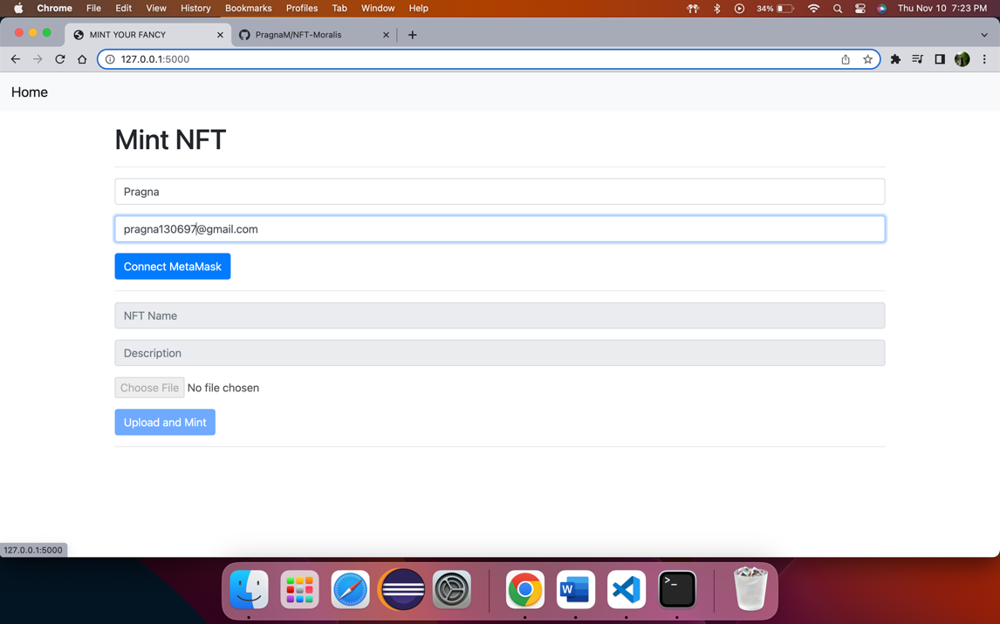 Chrome File Edit View History Bookmarks Profiles Tab Window Help 34% Thu Nov 10 7:23 PM
MINT YOUR FANCY PragnaM/NFT-Moralis
127.0.0.1:5000
Home
Mint NFT
Pragna
pragna130697@gmail.com
Connect MetaMask
NFT Name
Description
Choose File No file chosen
Upload and Mint
127.0.0.1:5000
W >_